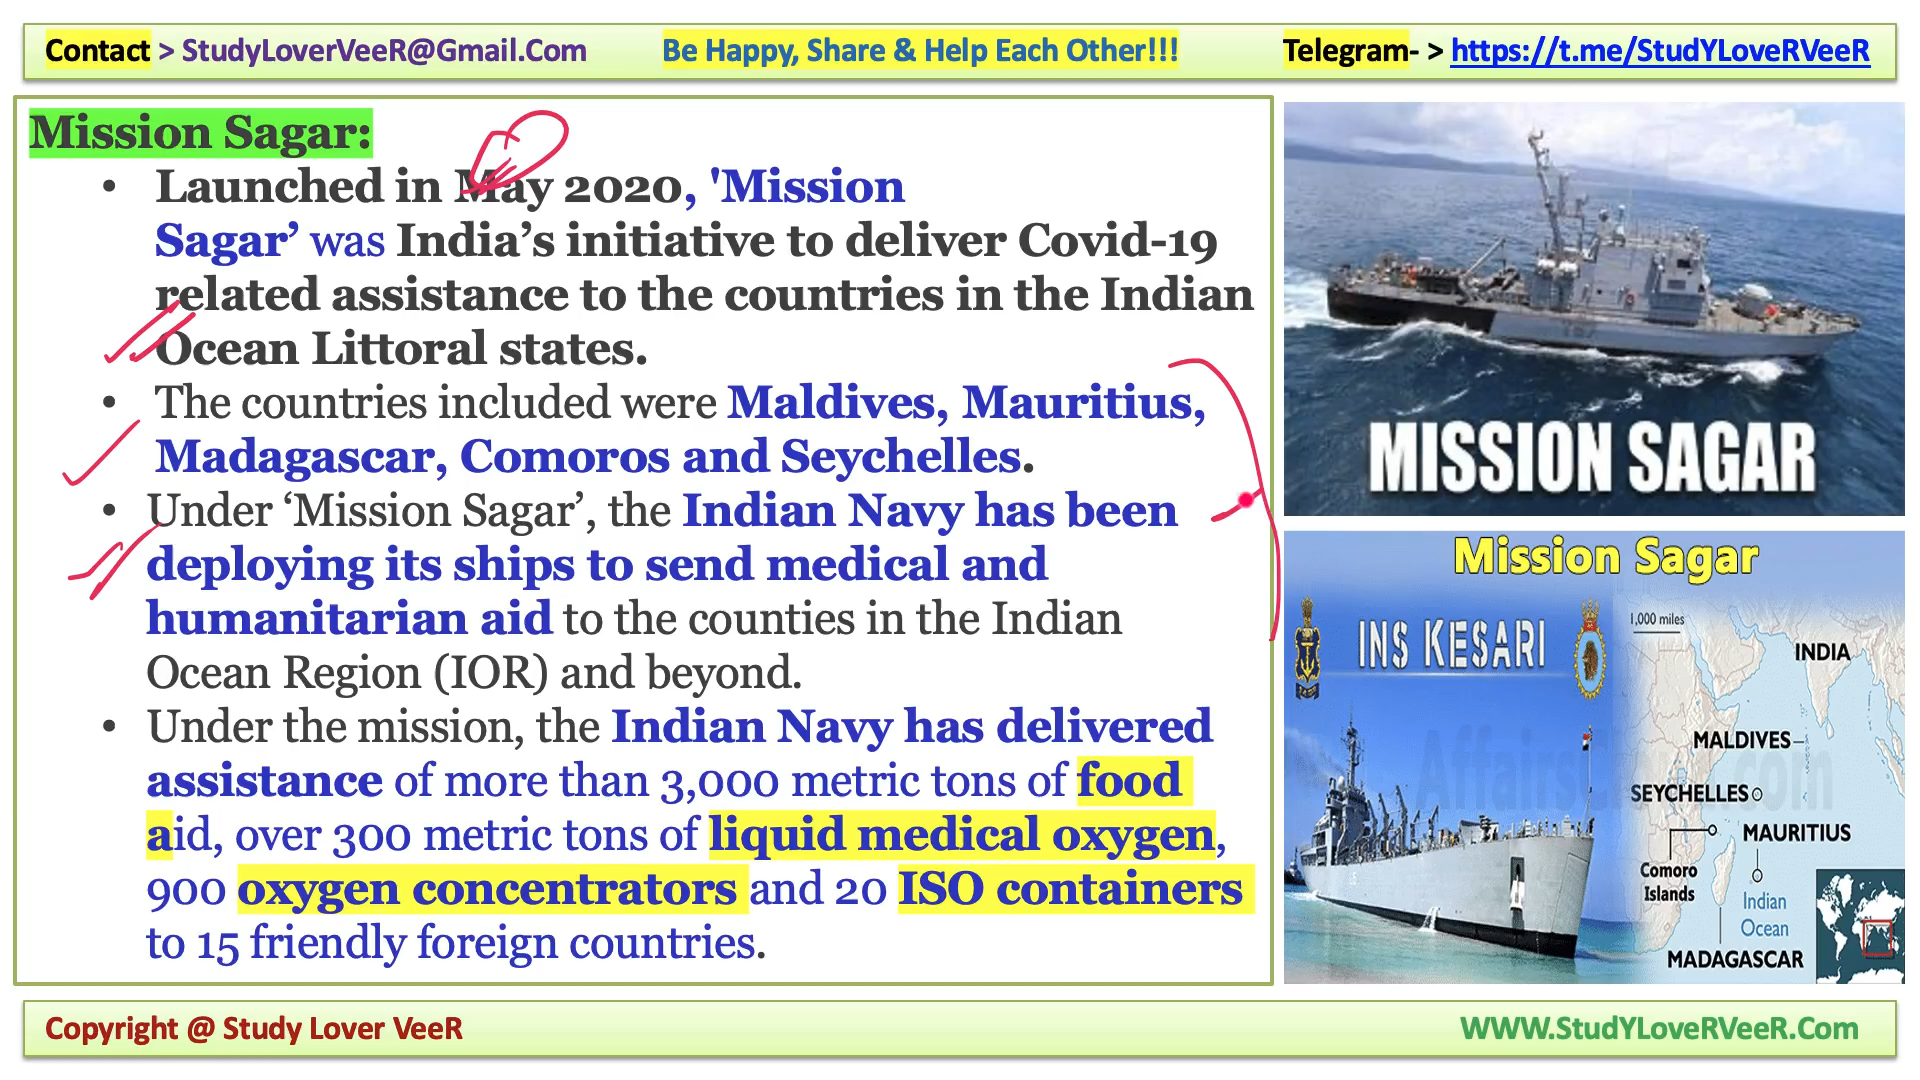 Contact > StudyLoverVeeR@Gmail.Com Be Happy, Share & Help Each Other!!! Telegram- > https://t.me/StudYLoveRVeeR
Mission Sagar:
• Launched in May 2020, 'Mission
Sagar’ was India’s initiative to deliver Covid-19
related assistance to the countries in the Indian
Ocean Littoral states.
• The countries included were Maldives, Mauritius,
Madagascar, Comoros and Seychelles.
• Under ‘Mission Sagar’, the Indian Navy has been
deploying its ships to send medical and
humanitarian aid to the counties in the Indian
Ocean Region (IOR) and beyond.
• Under the mission, the Indian Navy has delivered
assistance of more than 3,000 metric tons of food
aid, over 300 metric tons of liquid medical oxygen,
900 oxygen concentrators and 20 ISO containers
to 15 friendly foreign countries.
MISSION SAGAR
Mission Sagar
INS KESARI
1,000 miles
INDIA
MALDIVES
SEYCHELLES
MAURITIUS
Comoro
Islands
Indian
Ocean
MADAGASCAR
Copyright @ Study Lover VeeR
WWW.StudYLoveRVeeR.Com